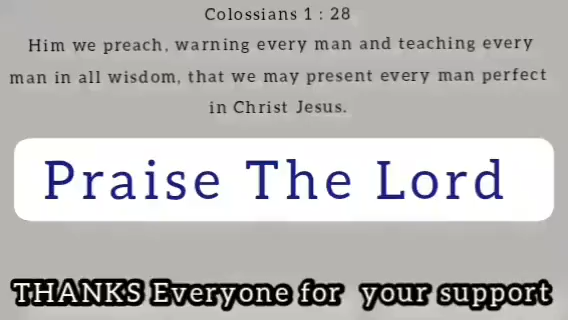 Colossians 1 : 28
Him we preach, warning every man and teaching every
man in all wisdom, that we may present every man perfect
in Christ Jesus.
Praise The Lord
THANKS Everyone for your support